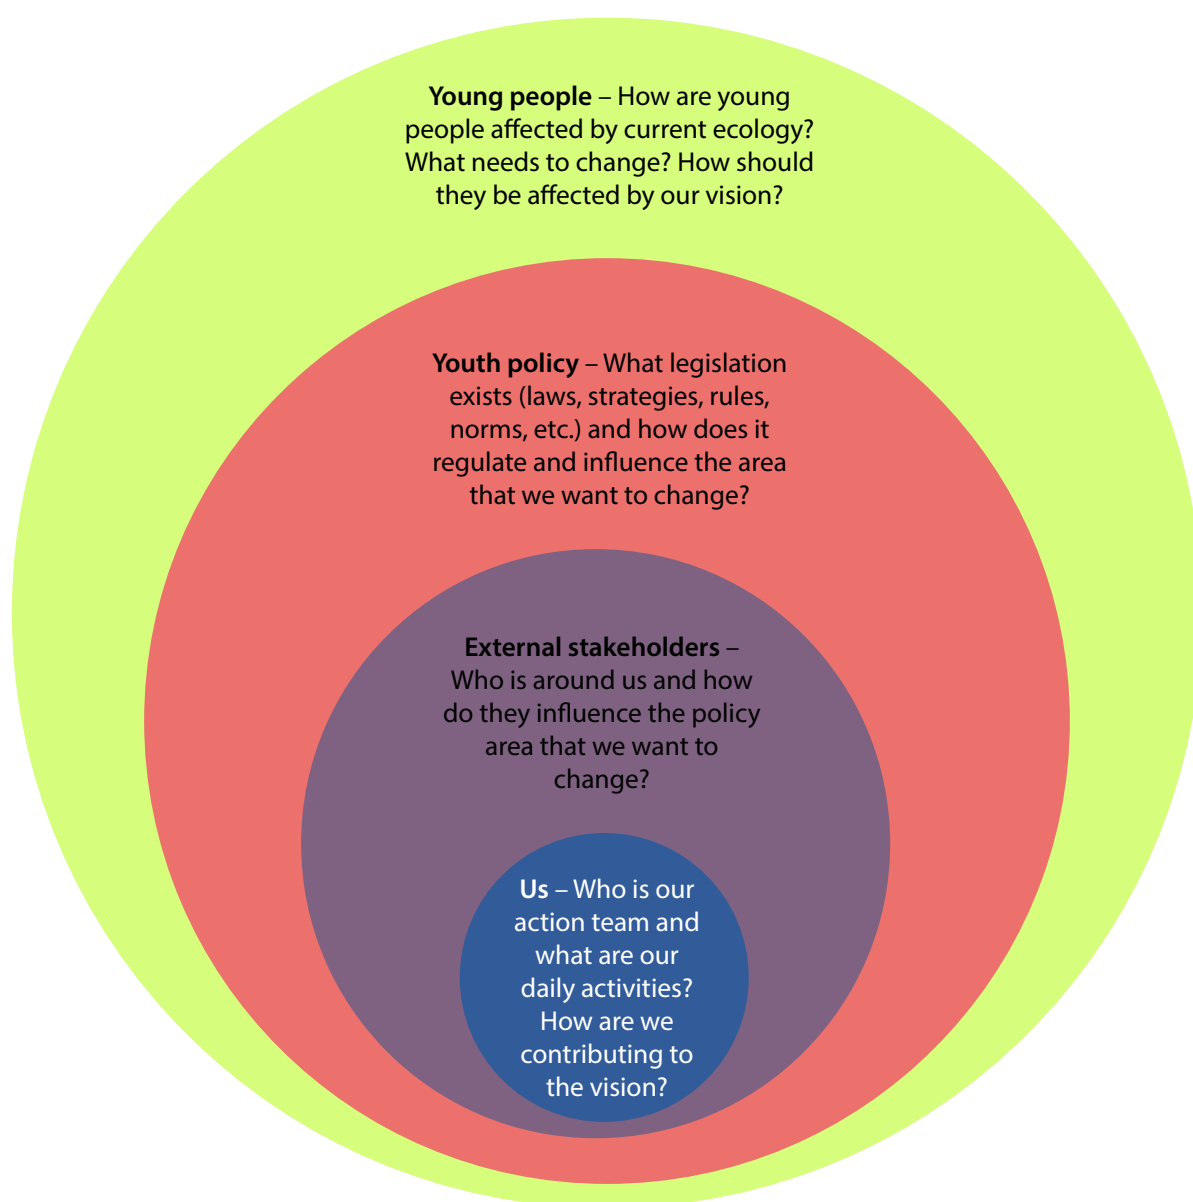 Young people – How are young
people affected by current ecology?
What needs to change? How should
they be affected by our vision?
Youth policy – What legislation
exists (laws, strategies, rules,
norms, etc.) and how does it
regulate and influence the area
that we want to change?
External stakeholders –
Who is around us and how
do they influence the policy
area that we want to
change?
Us – Who is our
action team and
what are our
daily activities?
How are we
contributing to
the vision?